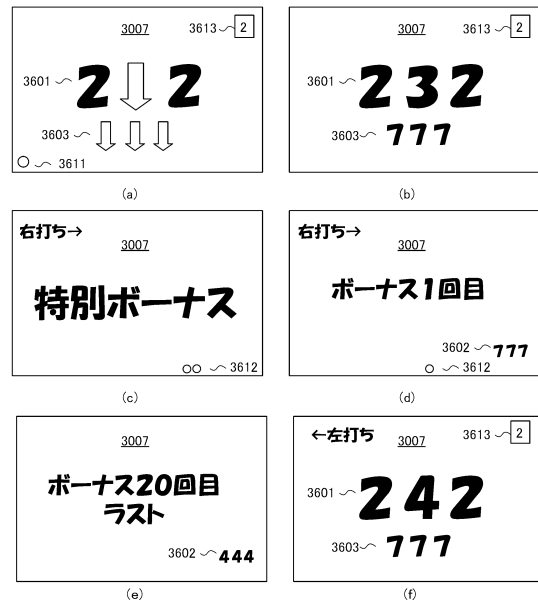 3007
3613
2
3601
2 2
3603
3611
(a)
3007
3613
2
3601
232
3603
777
(b)
右打ち→
3007
特別ボーナス
3612
(c)
右打ち→
3007
ボーナス1回目
3602
777
3612
(d)
3007
ボーナス20回目
ラスト
3602
444
(e)
←左打ち
3007
3613
2
3601
242
3603
777
(f)